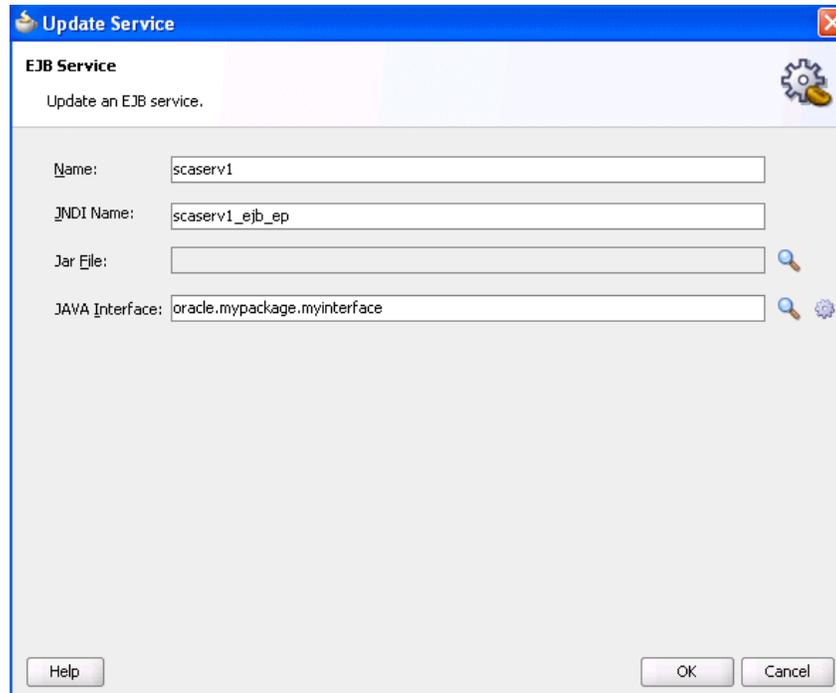 Update Service
EJB Service
Update an EJB service.
Name: scaserv1
JNDI Name: scaserv1_ejb_ep
Jar File:
JAVA Interface: oracle.mypackage.myinterface
Help OK Cancel